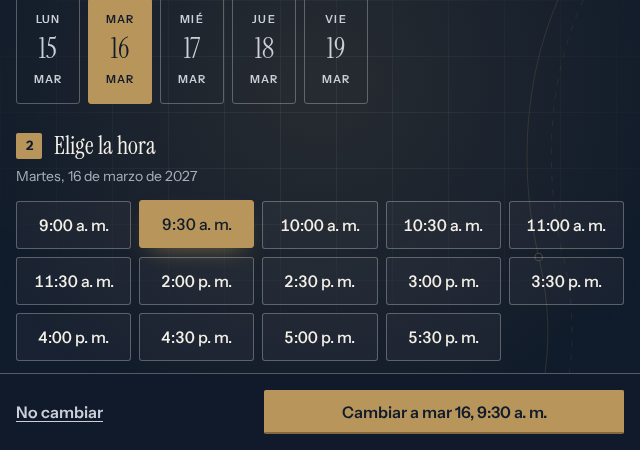 LUN MAR MIÉ JUE VIE
15 16 17 18 19
MAR MAR MAR MAR MAR
2 Elige la hora
Martes, 16 de marzo de 2027
9:00 a. m. 9:30 a. m. 10:00 a. m. 10:30 a. m. 11:00 a. m.
11:30 a. m. 2:00 p. m. 2:30 p. m. 3:00 p. m. 3:30 p. m.
4:00 p. m. 4:30 p. m. 5:00 p. m. 5:30 p. m.
No cambiar Cambiar a mar 16, 9:30 a. m.